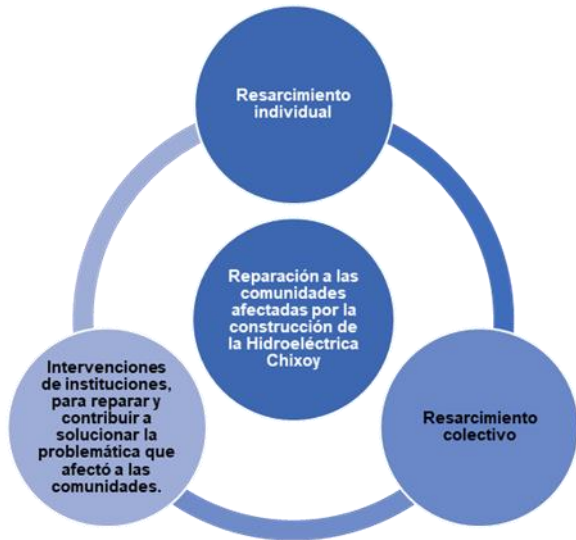 Resarcimiento
individual
Reparación a las
comunidades
afectadas por la
construcción de
la Hidroeléctrica
Chixoy
Intervenciones
de instituciones,
para reparar y
contribuir a
solucionar la
problemática que
afectó a las
comunidades.
Resarcimiento
colectivo